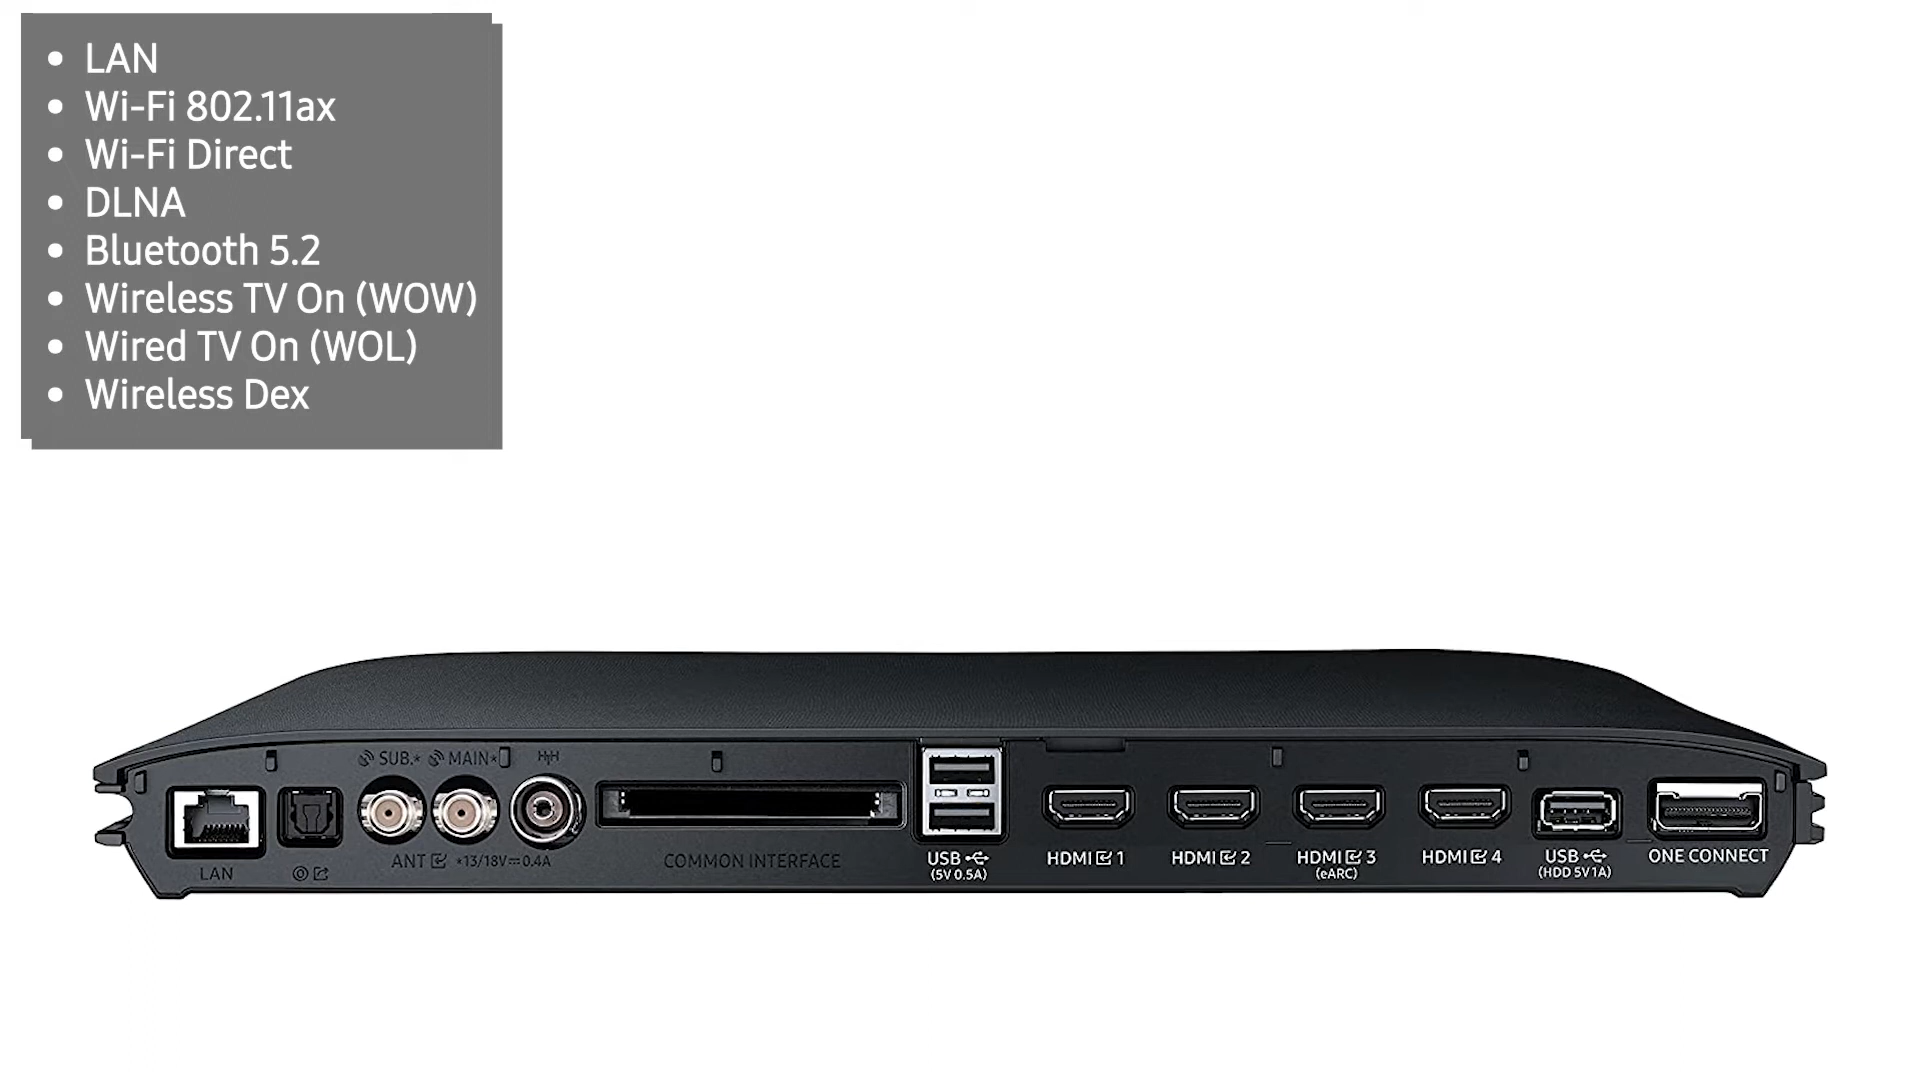 LAN
Wi-Fi 802.11ax
Wi-Fi Direct
DLNA
Bluetooth 5.2
Wireless TV On (WOW)
Wired TV On (WOL)
Wireless Dex
SUB.* MAIN*
ANT *13/18V⎓0.4A
LAN
COMMON INTERFACE
USB
(5V 0.5A)
HDMI 1
HDMI 2
HDMI 3
(eARC)
HDMI 4
USB
(HDD 5V 1A)
ONE CONNECT